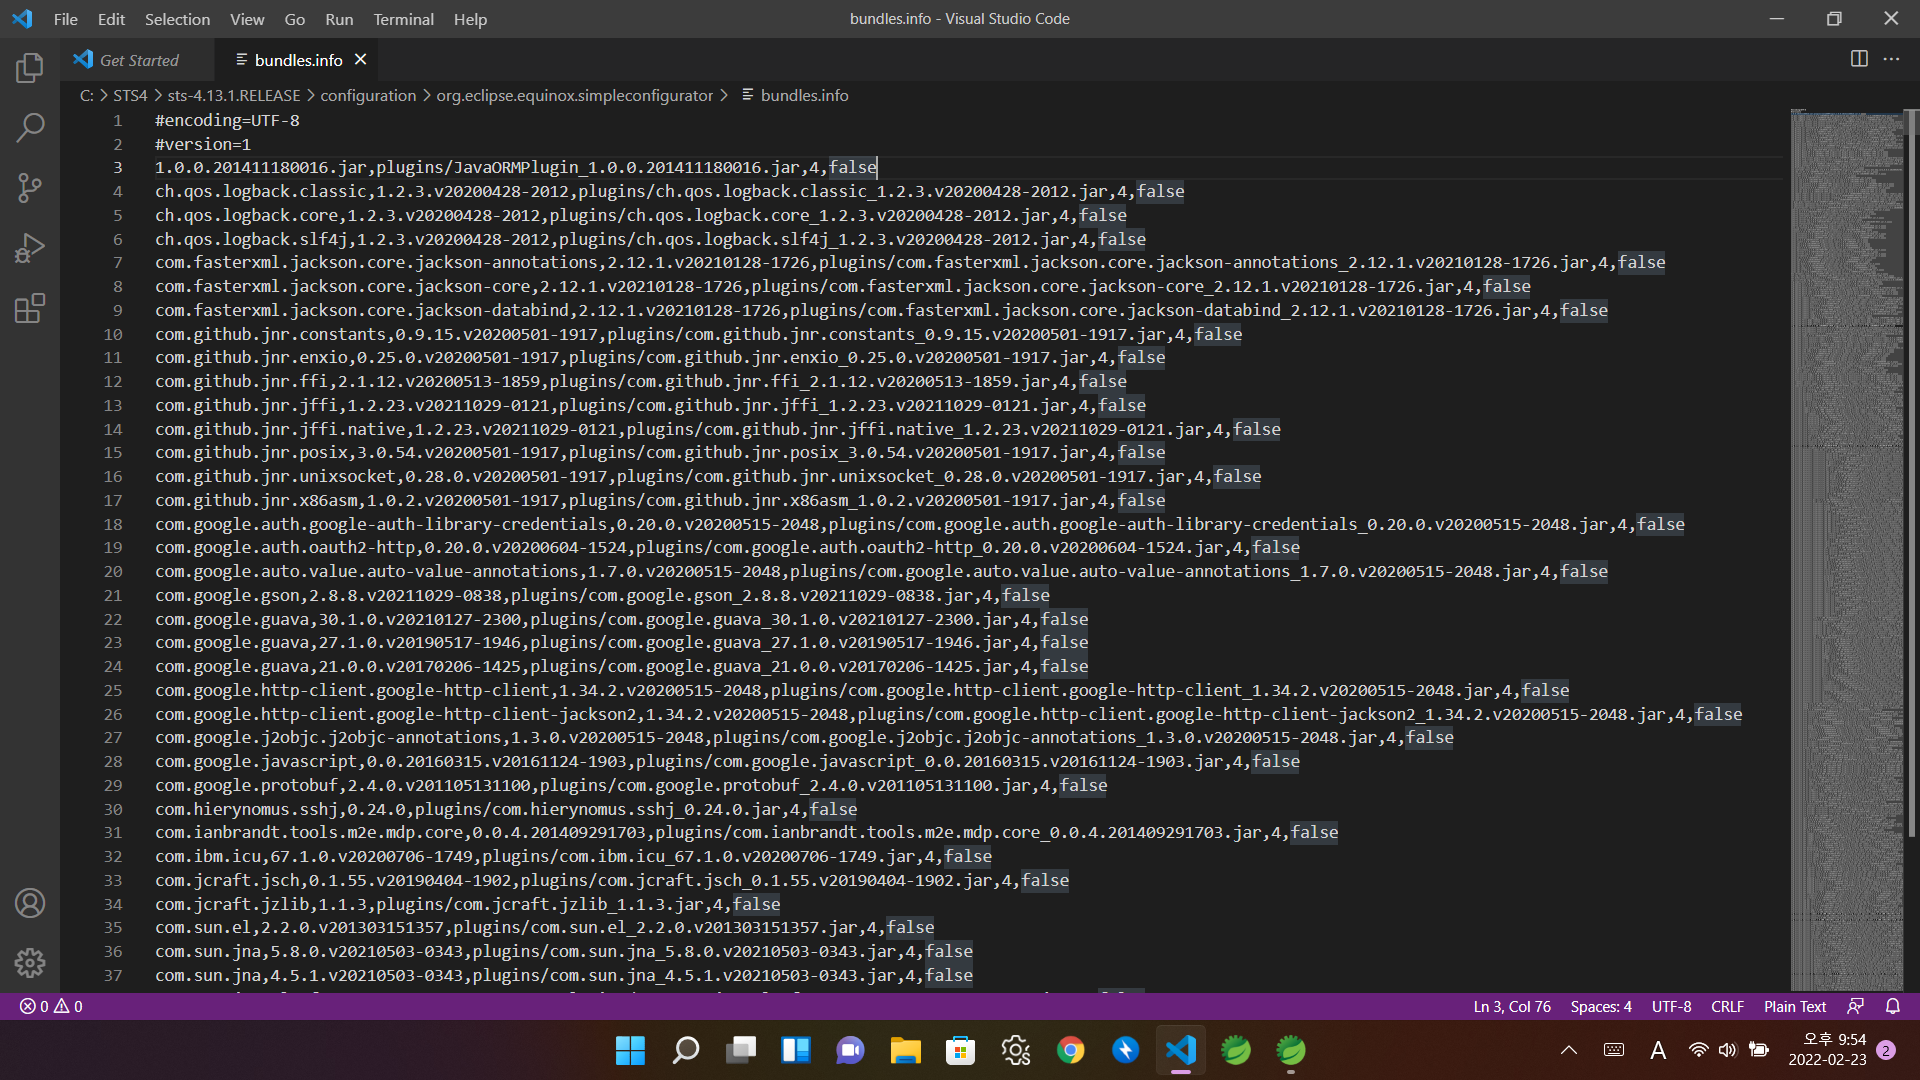 File Edit Selection View Go Run Terminal Help bundles.info - Visual Studio Code
Get Started bundles.info
C: > STS4 > sts-4.13.1.RELEASE > configuration > org.eclipse.equinox.simpleconfigurator > bundles.info
1 #encoding=UTF-8
2 #version=1
3 1.0.0.201411180016.jar,plugins/JavaORMPlugin_1.0.0.201411180016.jar,4,false
4 ch.qos.logback.classic,1.2.3.v20200428-2012,plugins/ch.qos.logback.classic_1.2.3.v20200428-2012.jar,4,false
5 ch.qos.logback.core,1.2.3.v20200428-2012,plugins/ch.qos.logback.core_1.2.3.v20200428-2012.jar,4,false
6 ch.qos.logback.slf4j,1.2.3.v20200428-2012,plugins/ch.qos.logback.slf4j_1.2.3.v20200428-2012.jar,4,false
7 com.fasterxml.jackson.core.jackson-annotations,2.12.1.v20210128-1726,plugins/com.fasterxml.jackson.core.jackson-annotations_2.12.1.v20210128-1726.jar,4,false
8 com.fasterxml.jackson.core.jackson-core,2.12.1.v20210128-1726,plugins/com.fasterxml.jackson.core.jackson-core_2.12.1.v20210128-1726.jar,4,false
9 com.fasterxml.jackson.core.jackson-databind,2.12.1.v20210128-1726,plugins/com.fasterxml.jackson.core.jackson-databind_2.12.1.v20210128-1726.jar,4,false
10 com.github.jnr.constants,0.9.15.v20200501-1917,plugins/com.github.jnr.constants_0.9.15.v20200501-1917.jar,4,false
11 com.github.jnr.enxio,0.25.0.v20200501-1917,plugins/com.github.jnr.enxio_0.25.0.v20200501-1917.jar,4,false
12 com.github.jnr.ffi,2.1.12.v20200513-1859,plugins/com.github.jnr.ffi_2.1.12.v20200513-1859.jar,4,false
13 com.github.jnr.jffi,1.2.23.v20211029-0121,plugins/com.github.jnr.jffi_1.2.23.v20211029-0121.jar,4,false
14 com.github.jnr.jffi.native,1.2.23.v20211029-0121,plugins/com.github.jnr.jffi.native_1.2.23.v20211029-0121.jar,4,false
15 com.github.jnr.posix,3.0.54.v20200501-1917,plugins/com.github.jnr.posix_3.0.54.v20200501-1917.jar,4,false
16 com.github.jnr.unixsocket,0.28.0.v20200501-1917,plugins/com.github.jnr.unixsocket_0.28.0.v20200501-1917.jar,4,false
17 com.github.jnr.x86asm,1.0.2.v20200501-1917,plugins/com.github.jnr.x86asm_1.0.2.v20200501-1917.jar,4,false
18 com.google.auth.google-auth-library-credentials,0.20.0.v20200515-2048,plugins/com.google.auth.google-auth-library-credentials_0.20.0.v20200515-2048.jar,4,false
19 com.google.auth.oauth2-http,0.20.0.v20200604-1524,plugins/com.google.auth.oauth2-http_0.20.0.v20200604-1524.jar,4,false
20 com.google.auto.value.auto-value-annotations,1.7.0.v20200515-2048,plugins/com.google.auto.value.auto-value-annotations_1.7.0.v20200515-2048.jar,4,false
21 com.google.gson,2.8.8.v20211029-0838,plugins/com.google.gson_2.8.8.v20211029-0838.jar,4,false
22 com.google.guava,30.1.0.v20210127-2300,plugins/com.google.guava_30.1.0.v20210127-2300.jar,4,false
23 com.google.guava,27.1.0.v20190517-1946,plugins/com.google.guava_27.1.0.v20190517-1946.jar,4,false
24 com.google.guava,21.0.0.v20170206-1425,plugins/com.google.guava_21.0.0.v20170206-1425.jar,4,false
25 com.google.http-client.google-http-client,1.34.2.v20200515-2048,plugins/com.google.http-client.google-http-client_1.34.2.v20200515-2048.jar,4,false
26 com.google.http-client.google-http-client-jackson2,1.34.2.v20200515-2048,plugins/com.google.http-client.google-http-client-jackson2_1.34.2.v20200515-2048.jar,4,false
27 com.google.j2objc.j2objc-annotations,1.3.0.v20200515-2048,plugins/com.google.j2objc.j2objc-annotations_1.3.0.v20200515-2048.jar,4,false
28 com.google.javascript,0.0.20160315.v20161124-1903,plugins/com.google.javascript_0.0.20160315.v20161124-1903.jar,4,false
29 com.google.protobuf,2.4.0.v201105131100,plugins/com.google.protobuf_2.4.0.v201105131100.jar,4,false
30 com.hierynomus.sshj,0.24.0,plugins/com.hierynomus.sshj_0.24.0.jar,4,false
31 com.ianbrandt.tools.m2e.mdp.core,0.0.4.201409291703,plugins/com.ianbrandt.tools.m2e.mdp.core_0.0.4.201409291703.jar,4,false
32 com.ibm.icu,67.1.0.v20200706-1749,plugins/com.ibm.icu_67.1.0.v20200706-1749.jar,4,false
33 com.jcraft.jsch,0.1.55.v20190404-1902,plugins/com.jcraft.jsch_0.1.55.v20190404-1902.jar,4,false
34 com.jcraft.jzlib,1.1.3,plugins/com.jcraft.jzlib_1.1.3.jar,4,false
35 com.sun.el,2.2.0.v201303151357,plugins/com.sun.el_2.2.0.v201303151357.jar,4,false
36 com.sun.jna,5.8.0.v20210503-0343,plugins/com.sun.jna_5.8.0.v20210503-0343.jar,4,false
37 com.sun.jna,4.5.1.v20210503-0343,plugins/com.sun.jna_4.5.1.v20210503-0343.jar,4,false
0 0 Ln 3, Col 76 Spaces: 4 UTF-8 CRLF Plain Text
A 오후 9:54
2022-02-23 2